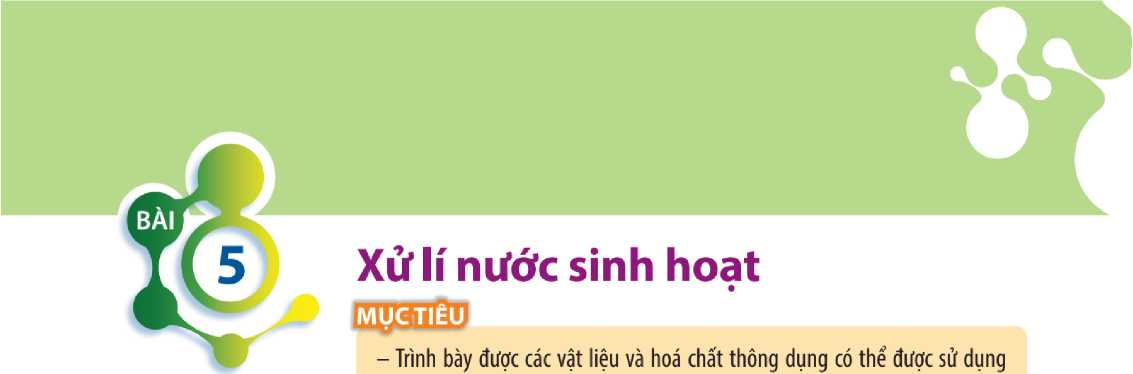 BÀI
5
Xử lí nước sinh hoạt
MỤC TIÊU
– Trình bày được các vật liệu và hoá chất thông dụng có thể được sử dụng